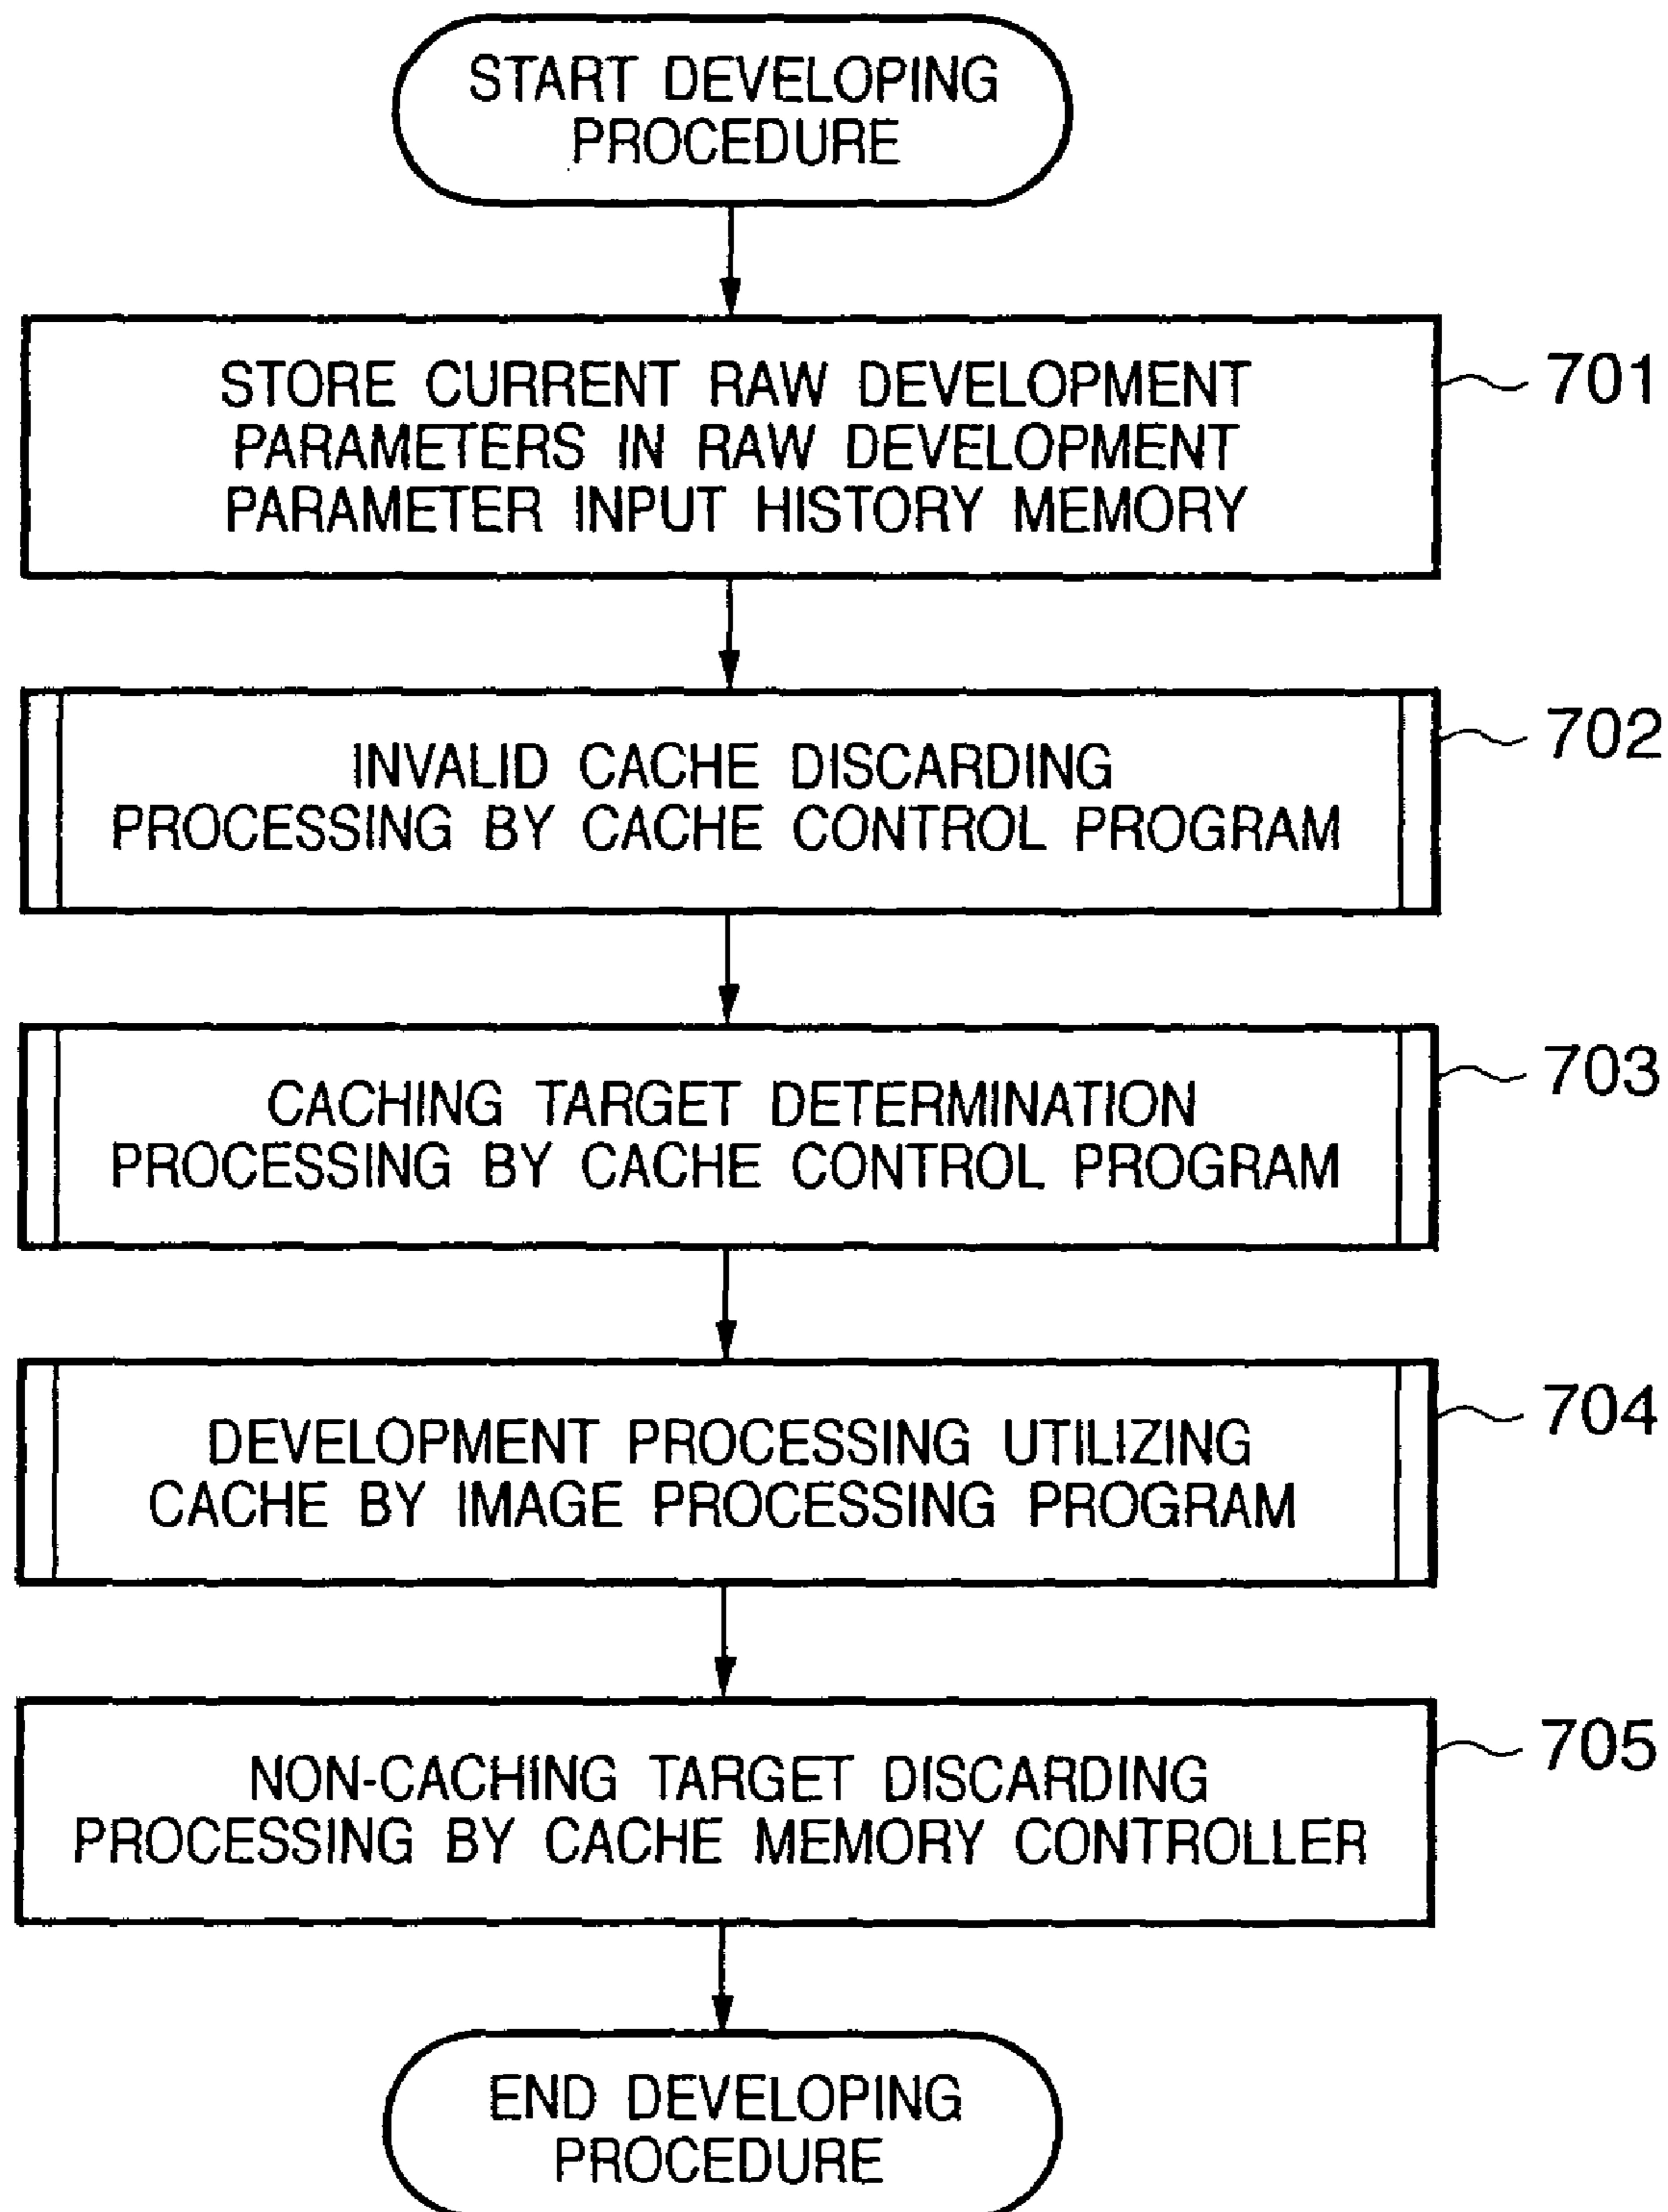 START DEVELOPING
PROCEDURE
STORE CURRENT RAW DEVELOPMENT
PARAMETERS IN RAW DEVELOPMENT
PARAMETER INPUT HISTORY MEMORY
701
INVALID CACHE DISCARDING
PROCESSING BY CACHE CONTROL PROGRAM
702
CACHING TARGET DETERMINATION
PROCESSING BY CACHE CONTROL PROGRAM
703
DEVELOPMENT PROCESSING UTILIZING
CACHE BY IMAGE PROCESSING PROGRAM
704
NON-CACHING TARGET DISCARDING
PROCESSING BY CACHE MEMORY CONTROLLER
705
END DEVELOPING
PROCEDURE